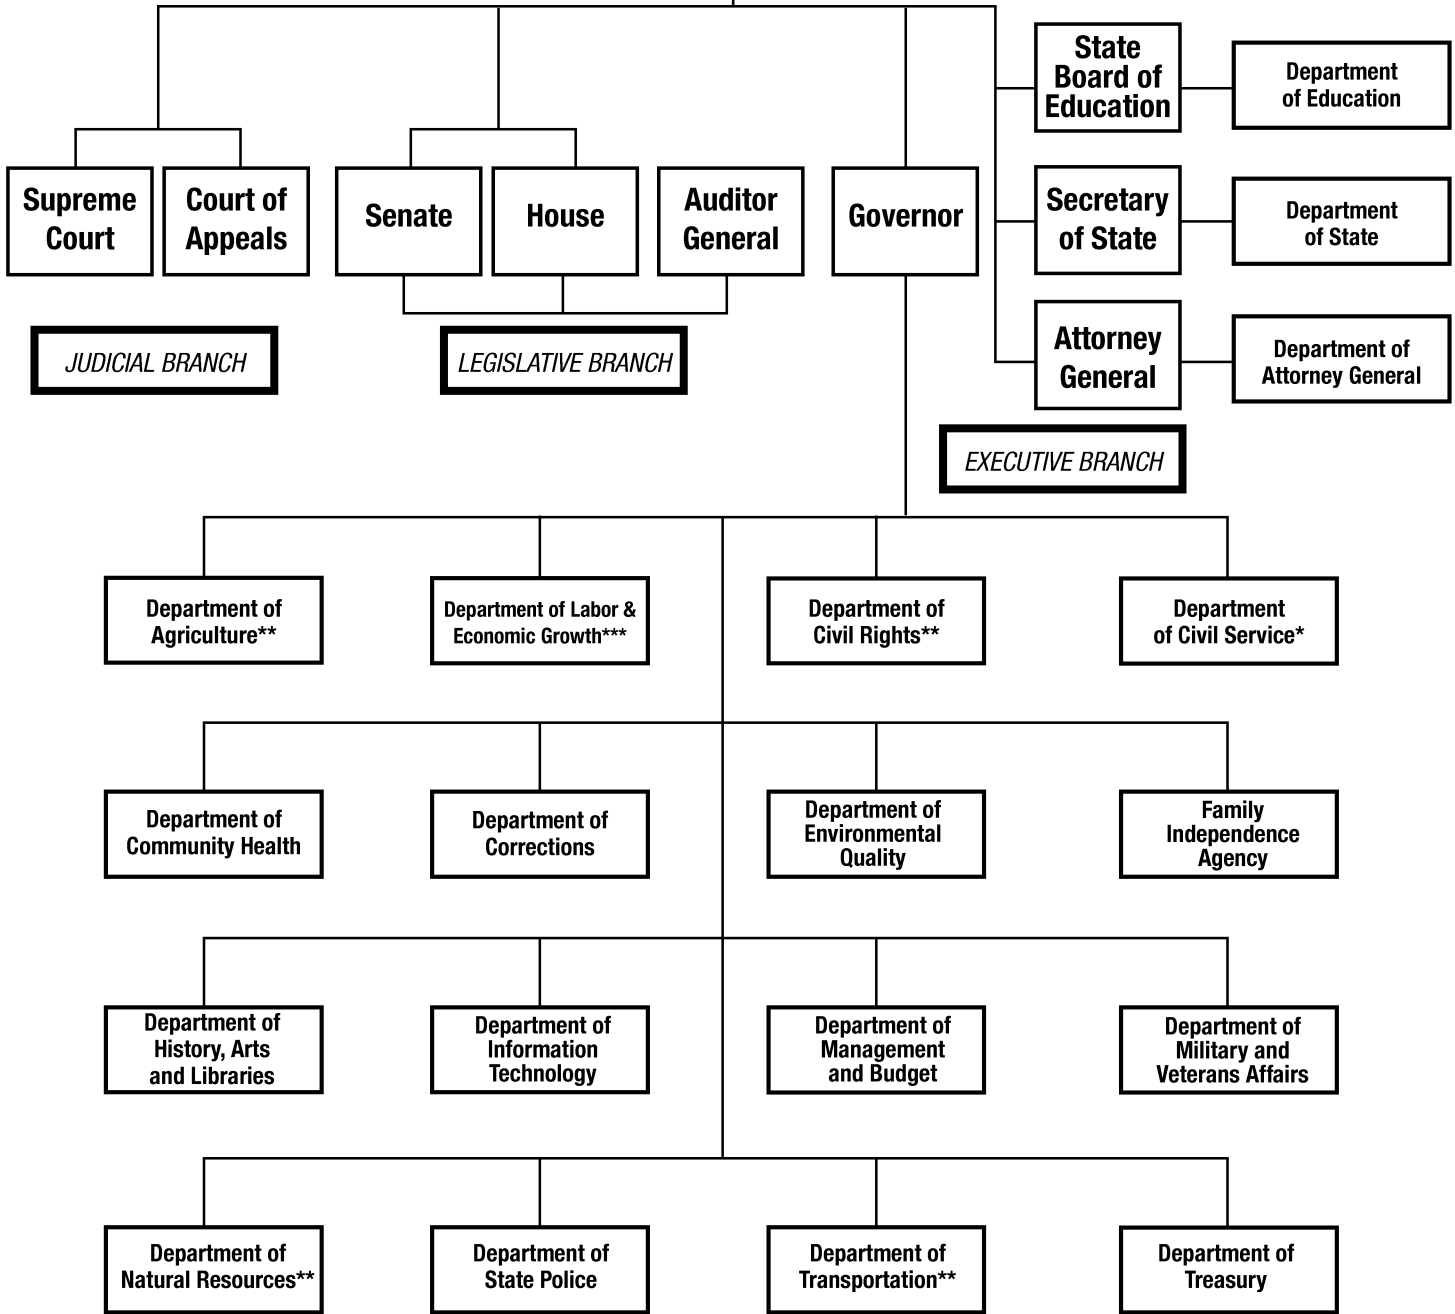 State
Board of
Education
Department
of Education
Supreme
Court
Court of
Appeals
Senate
House
Auditor
General
Governor
Secretary
of State
Department
of State
JUDICIAL BRANCH
LEGISLATIVE BRANCH
Attorney
General
Department of
Attorney General
EXECUTIVE BRANCH
Department of
Agriculture**
Department of Labor &
Economic Growth***
Department of
Civil Rights**
Department
of Civil Service*
Department of
Community Health
Department of
Corrections
Department of
Environmental
Quality
Family
Independence
Agency
Department of
History, Arts
and Libraries
Department of
Information
Technology
Department of
Management
and Budget
Department of
Military and
Veterans Affairs
Department of
Natural Resources**
Department of
State Police
Department of
Transportation**
Department of
Treasury